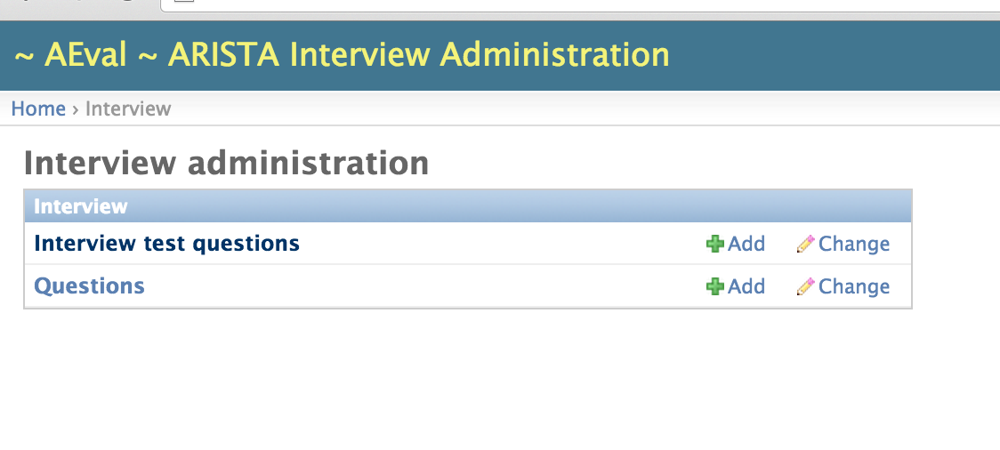 ~ AEval ~ ARISTA Interview Administration
Home › Interview
Interview administration
Interview
Interview test questions Add Change
Questions Add Change